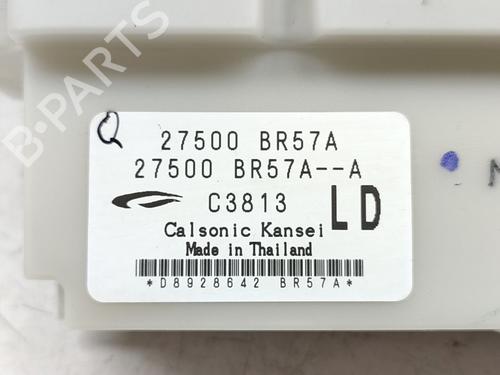 B-PARTS
Q
27500 BR57A
27500 BR57A--A
C3813 LD
Calsonic Kansei
Made in Thailand
*D8928642 BR57A*